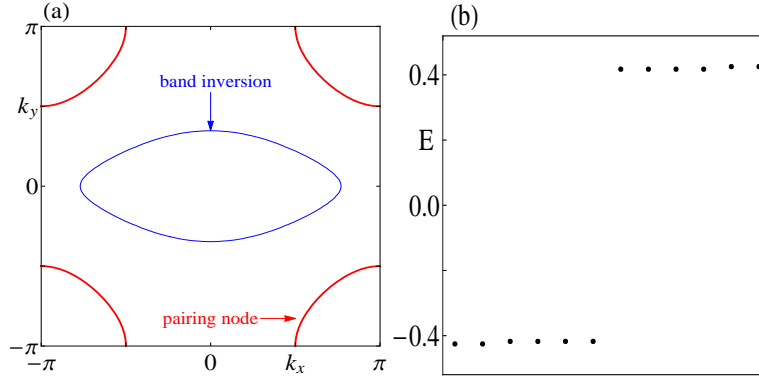 (a)
π
band inversion
k_y
0
pairing node
−π
−π
0
k_x
π
(b)
0.4
E
0.0
−0.4